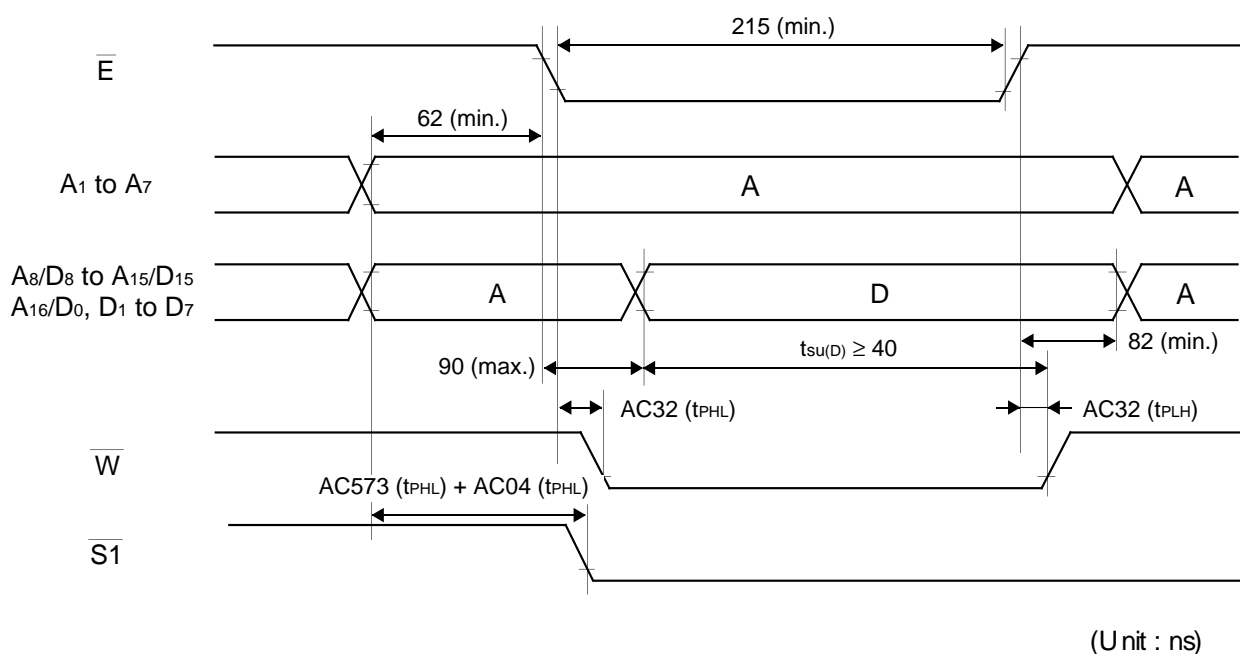 215 (min.)
E
62 (min.)
A1 to A7
A
A
A8/D8 to A15/D15
A16/D0, D1 to D7
A
D
A
90 (max.)
tsu(D) ≥ 40
82 (min.)
AC32 (tPHL)
AC32 (tPLH)
W
AC573 (tPHL) + AC04 (tPHL)
S1
(Unit : ns)